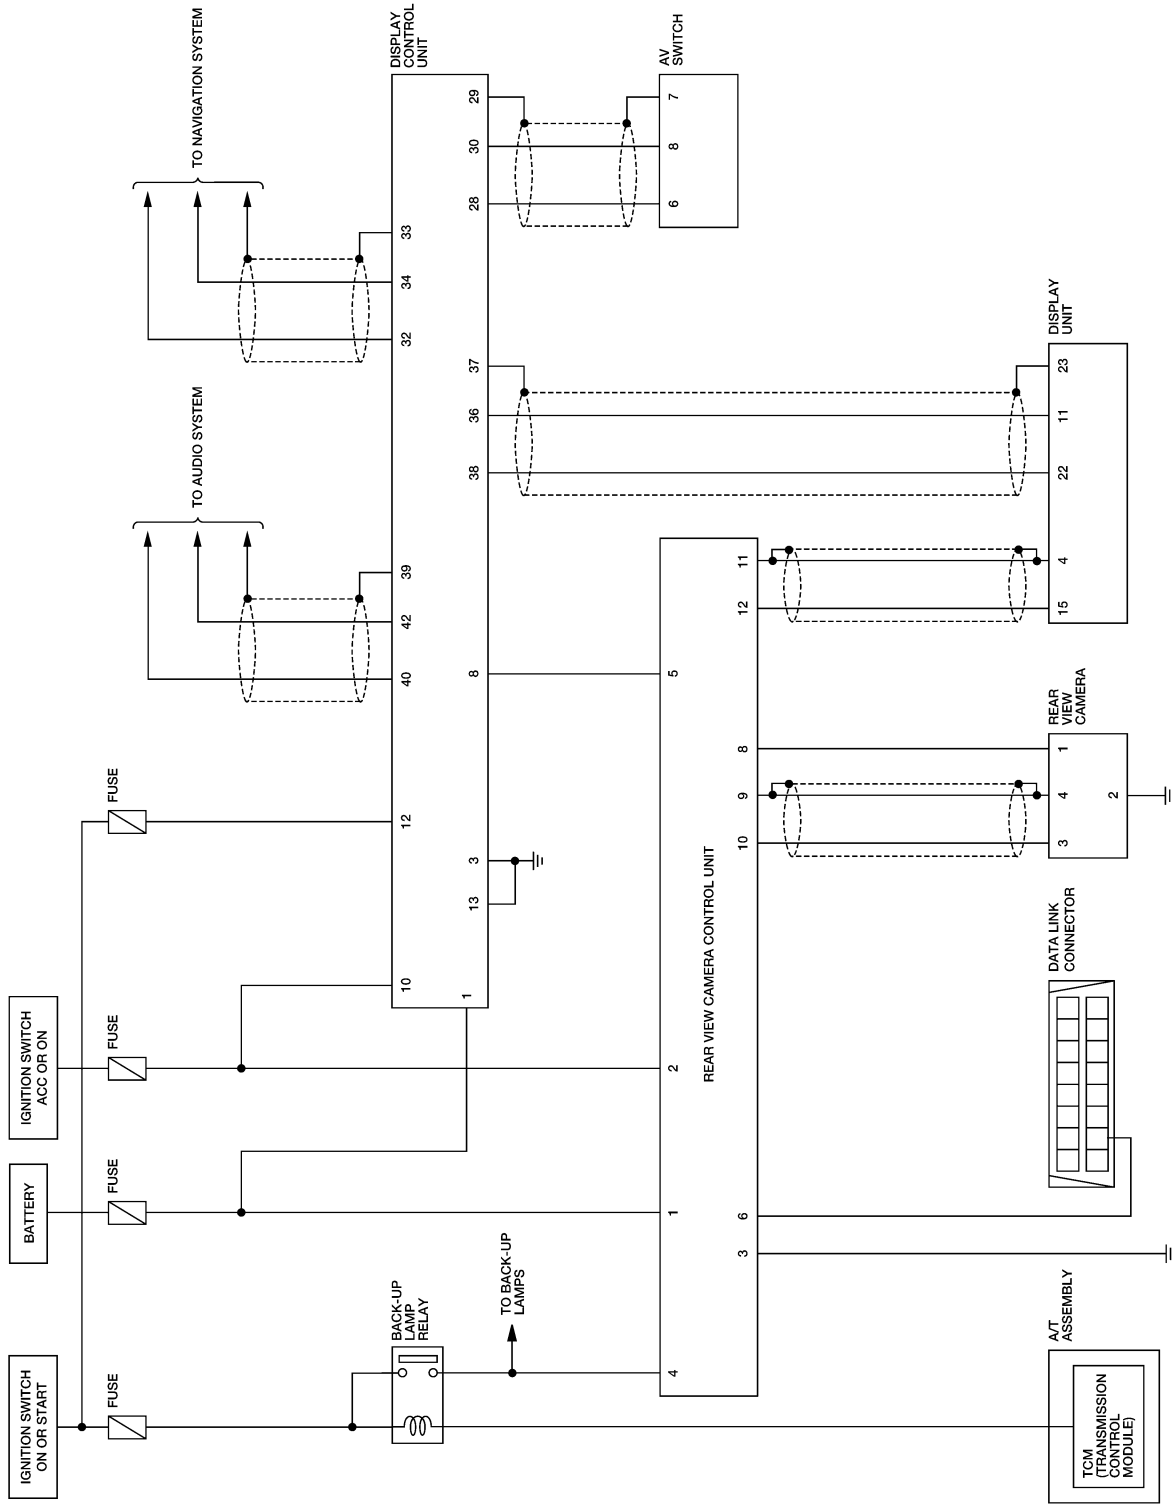 IGNITION SWITCH
ON OR START
BATTERY
IGNITION SWITCH
ACC OR ON
FUSE
FUSE
FUSE
FUSE
TO AUDIO SYSTEM
TO NAVIGATION SYSTEM
BACK-UP
LAMP
RELAY
DISPLAY
CONTROL
UNIT
10
12
40
42
39
32
34
33
1
13
3
8
38
36
37
28
30
29
TO BACK-UP
LAMPS
AV
SWITCH
6
8
7
4
1
2
5
REAR VIEW CAMERA CONTROL UNIT
3
6
10
9
8
12
11
A/T
ASSEMBLY
TCM
(TRANSMISSION
CONTROL
MODULE)
DATA LINK
CONNECTOR
REAR
VIEW
CAMERA
3
4
1
2
DISPLAY
UNIT
15
4
22
11
23